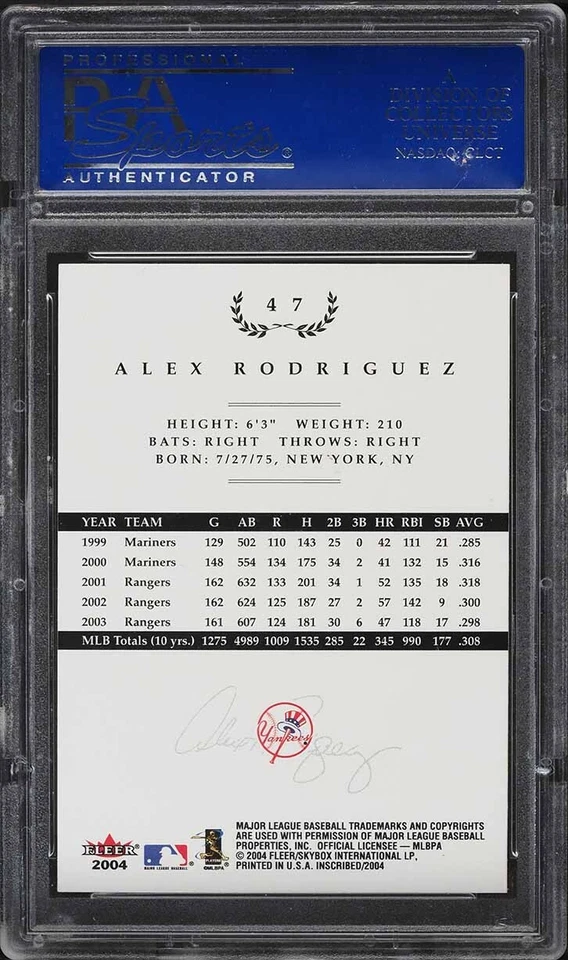 PROFESSIONAL
PSA
Sports®
AUTHENTICATOR
A
DIVISION OF
COLLECTORS
UNIVERSE
NASDAQ: CLCT
47
ALEX RODRIGUEZ
HEIGHT: 6'3" WEIGHT: 210
BATS: RIGHT THROWS: RIGHT
BORN: 7/27/75, NEW YORK, NY
YEAR TEAM G AB R H 2B 3B HR RBI SB AVG
1999 Mariners 129 502 110 143 25 0 42 111 21 .285
2000 Mariners 148 554 134 175 34 2 41 132 15 .316
2001 Rangers 162 632 133 201 34 1 52 135 18 .318
2002 Rangers 162 624 125 187 27 2 57 142 9 .300
2003 Rangers 161 607 124 181 30 6 47 118 17 .298
MLB Totals (10 yrs.) 1275 4989 1009 1535 285 22 345 990 177 .308
Yankees
FLEER
2004
MAJOR LEAGUE BASEBALL
PLAYERS
©MLBPA
MAJOR LEAGUE BASEBALL TRADEMARKS AND COPYRIGHTS
ARE USED WITH PERMISSION OF MAJOR LEAGUE BASEBALL
PROPERTIES, INC. OFFICIAL LICENSEE — MLBPA
© 2004 FLEER/SKYBOX INTERNATIONAL LP,
PRINTED IN U.S.A. INSCRIBED/2004